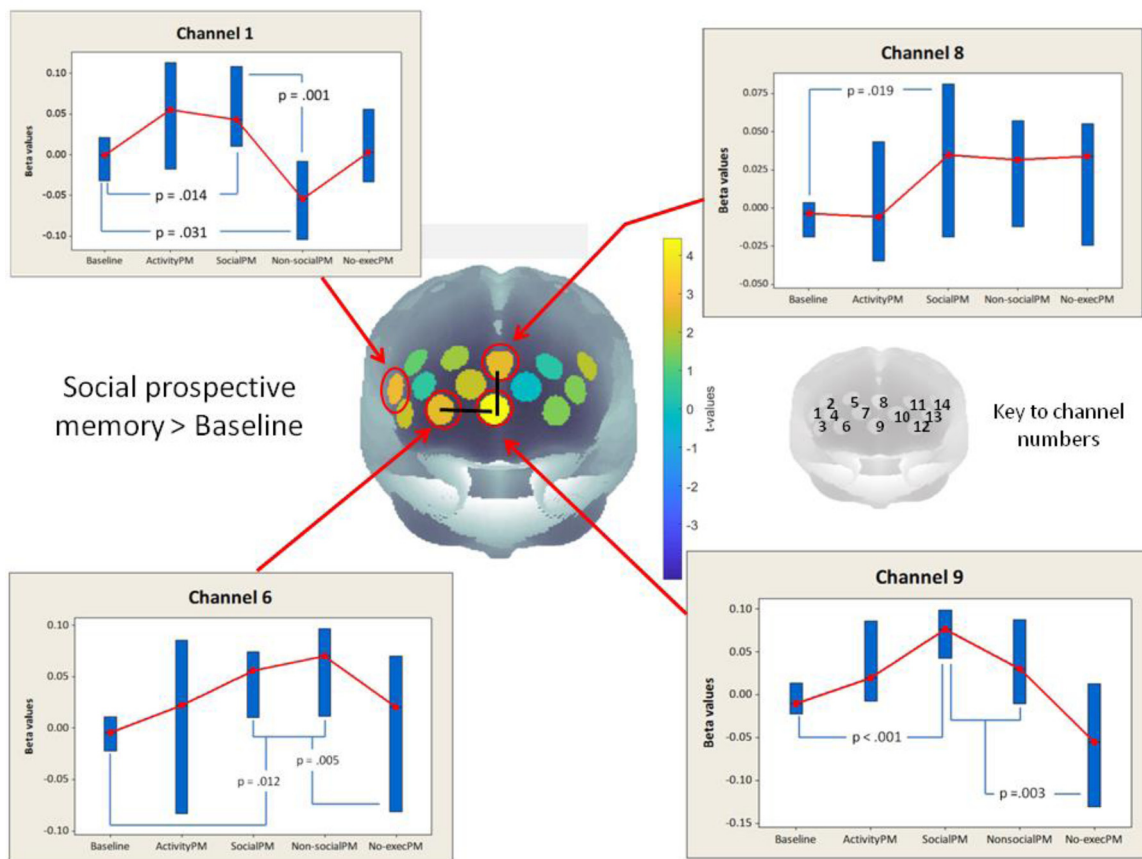 Channel 1
0.10
0.05
0.00
-0.05
-0.10
Beta values
p = .001
p = .014
p = .031
Baseline ActivityPM SocialPM Non-socialPM No-execPM
Channel 8
0.075
0.050
0.025
0.000
-0.025
-0.050
Beta values
p = .019
Baseline ActivityPM SocialPM Non-socialPM No-execPM
Social prospective
memory > Baseline
4
3
2
1
0
-1
-2
-3
t-values
1 2 3 4 5 6 7 8 9 10 11 12 13 14
Key to channel
numbers
Channel 6
0.10
0.05
0.00
-0.05
-0.10
Beta values
p = .012
p = .005
Baseline ActivityPM SocialPM Non-socialPM No-execPM
Channel 9
0.10
0.05
0.00
-0.05
-0.10
-0.15
Beta values
p < .001
p =.003
Baseline ActivityPM SocialPM NonsocialPM No-execPM